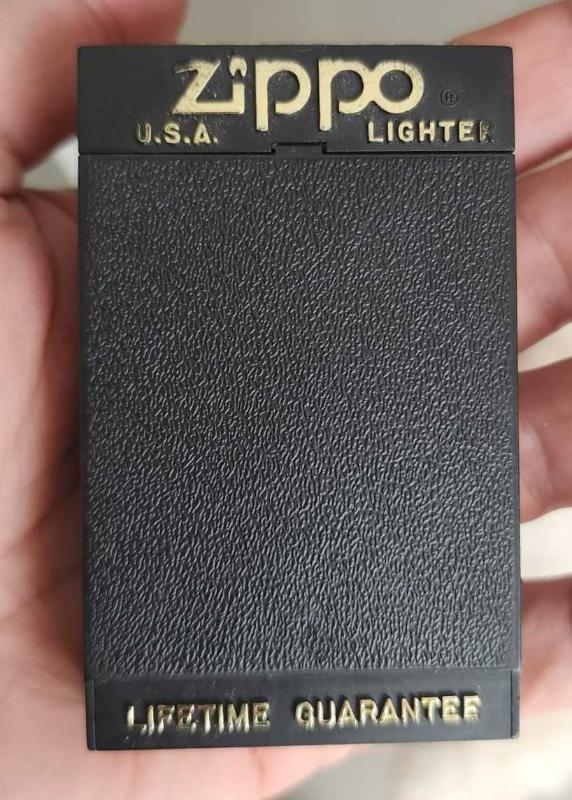 Zippo ®
U.S.A. LIGHTER
LIFETIME GUARANTEE